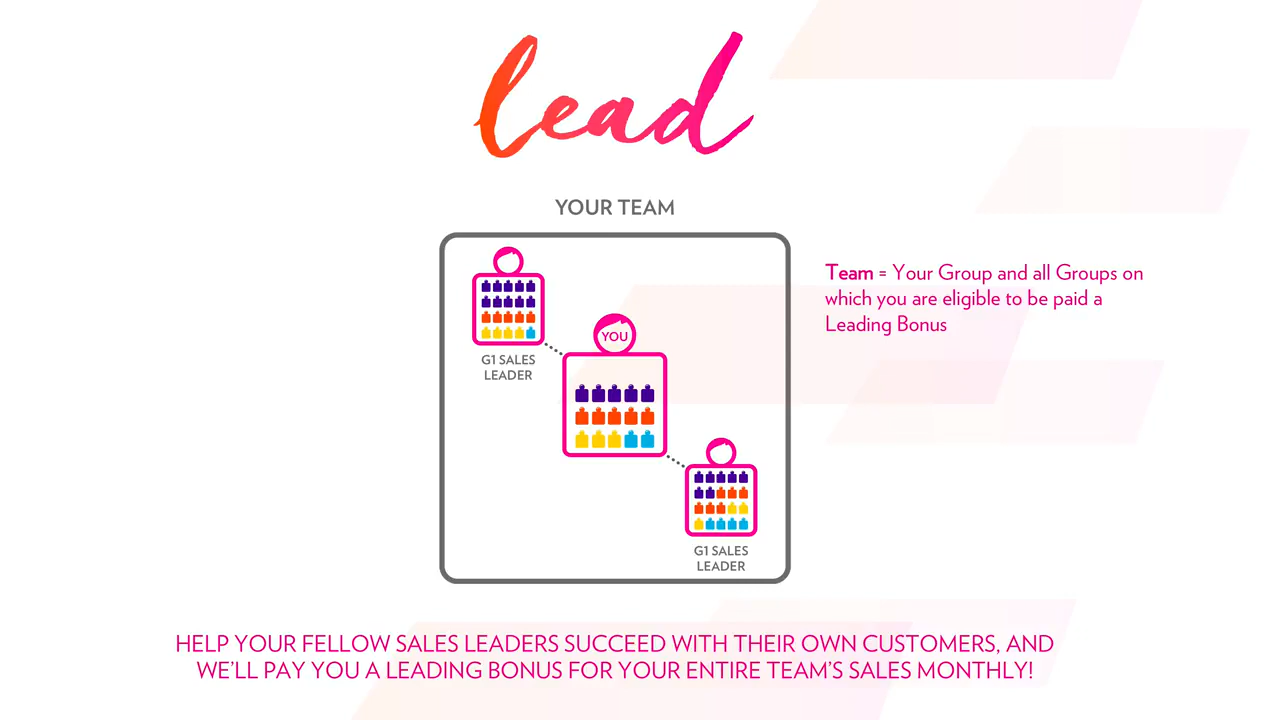 lead
YOUR TEAM
Team = Your Group and all Groups on
which you are eligible to be paid a
Leading Bonus
YOU
G1 SALES
LEADER
G1 SALES
LEADER
HELP YOUR FELLOW SALES LEADERS SUCCEED WITH THEIR OWN CUSTOMERS, AND
WE'LL PAY YOU A LEADING BONUS FOR YOUR ENTIRE TEAM'S SALES MONTHLY!